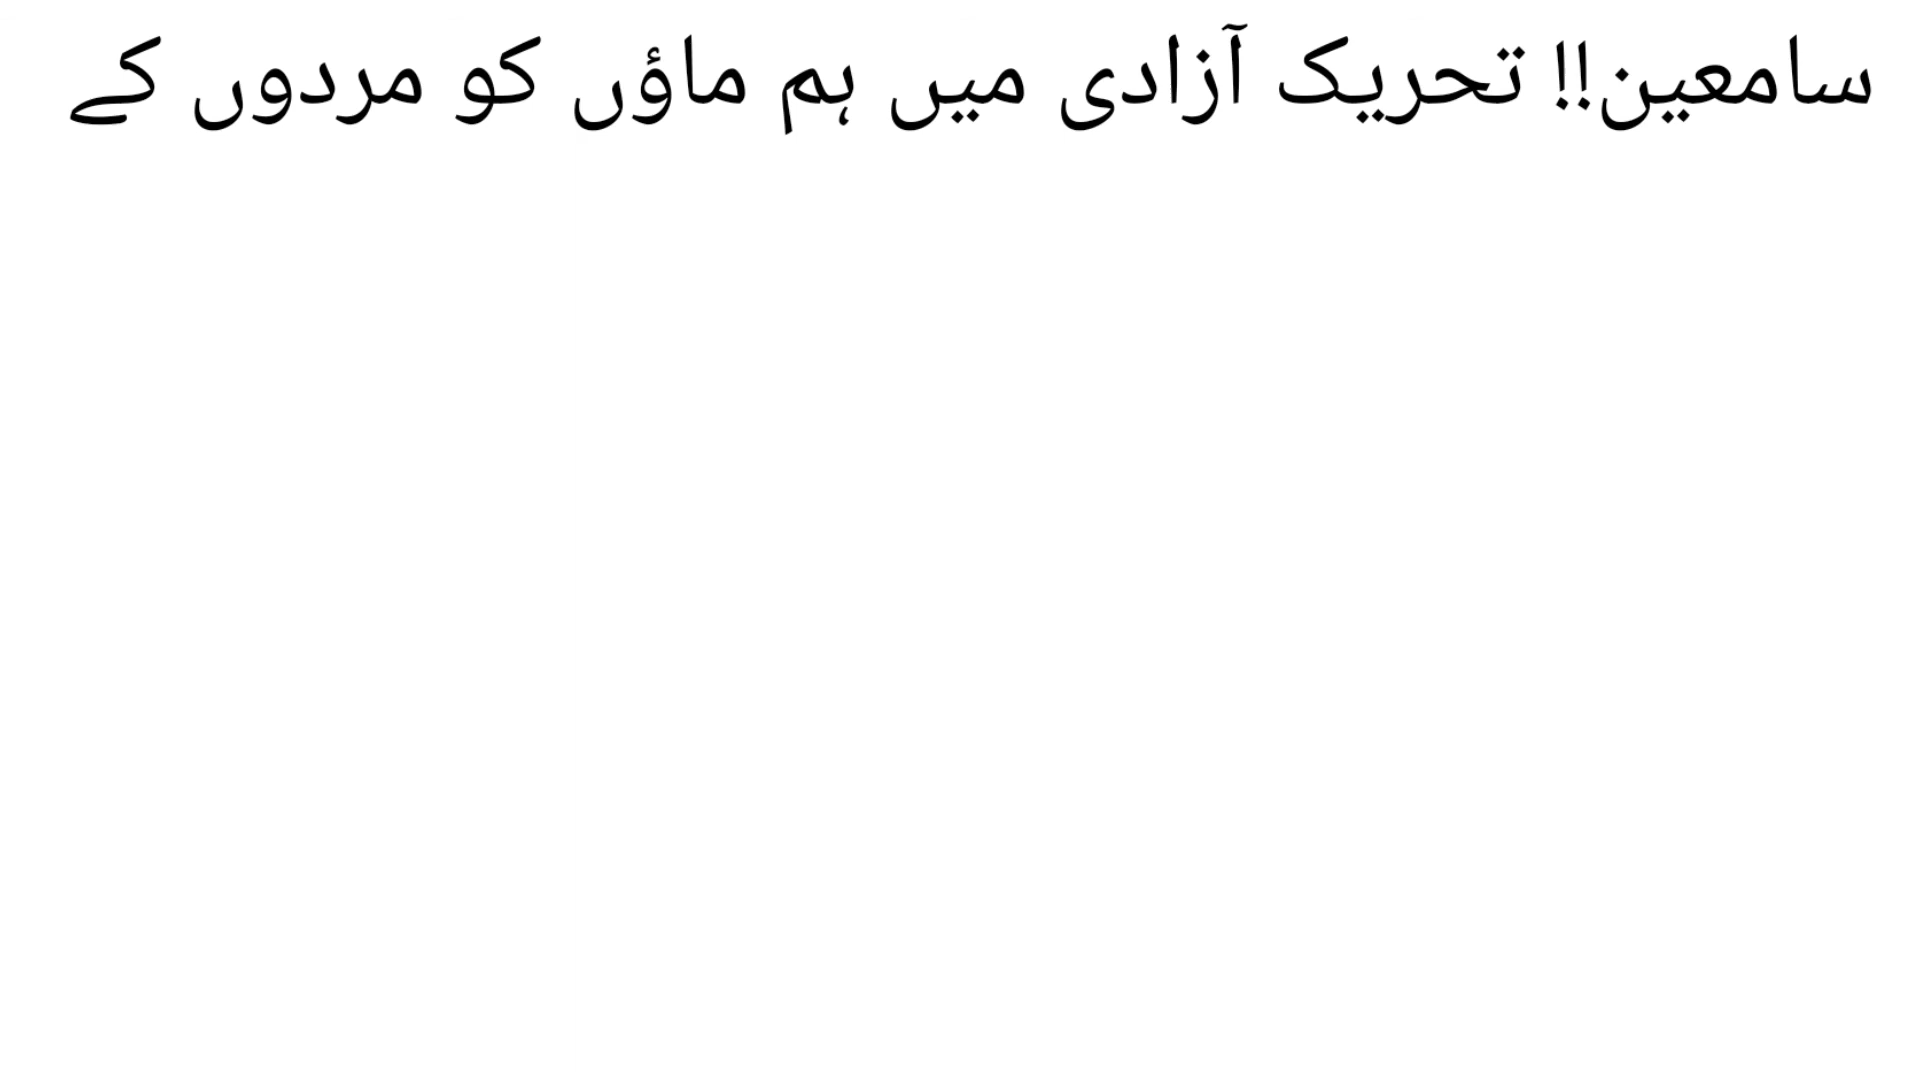 سامعین!! تحریک آزادی میں ہم ماؤں کو مردوں کے